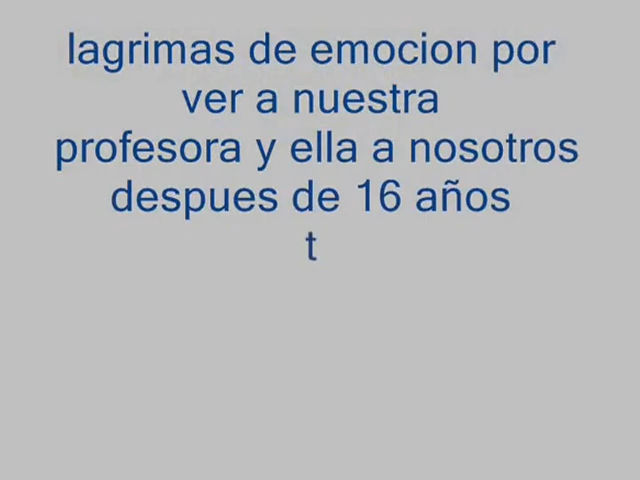 lagrimas de emocion por
ver a nuestra
profesora y ella a nosotros
despues de 16 años
t